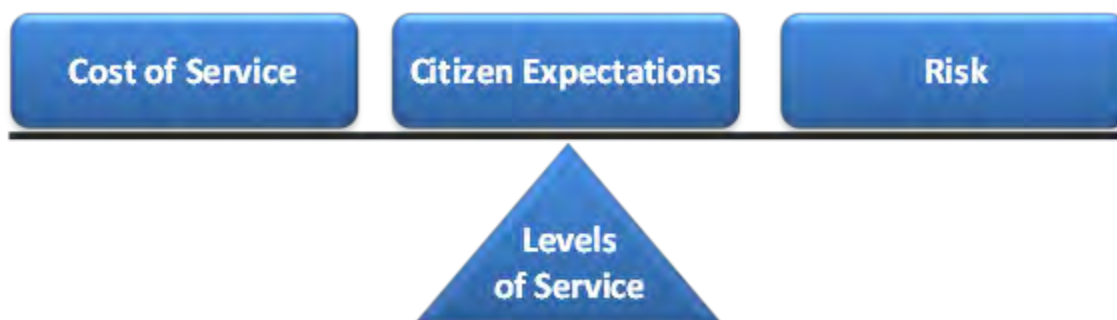 Cost of Service
Citizen Expectations
Risk
Levels
of Service